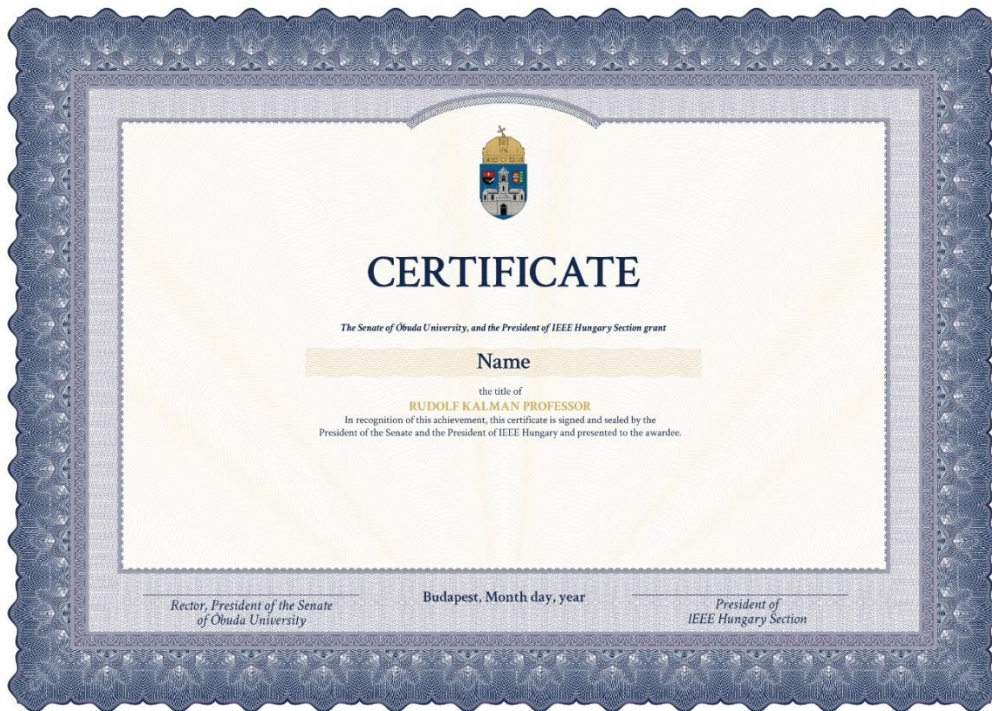 CERTIFICATE
The Senate of Óbuda University, and the President of IEEE Hungary Section grant
Name
the title of
RUDOLF KALMAN PROFESSOR
In recognition of this achievement, this certificate is signed and sealed by the
President of the Senate and the President of IEEE Hungary and presented to the awardee.
Rector, President of the Senate
of Óbuda University
Budapest, Month day, year
President of
IEEE Hungary Section